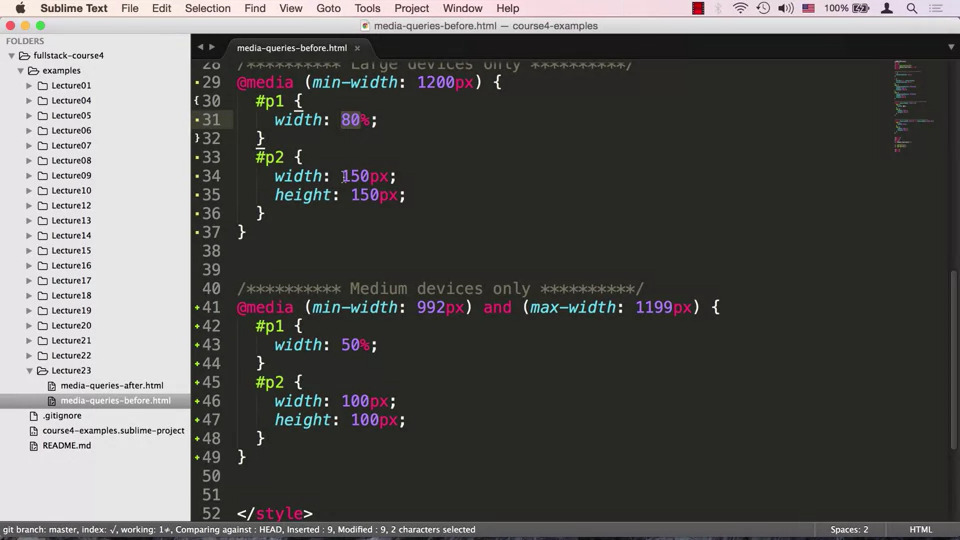 Sublime Text File Edit Selection Find View Goto Tools Project Window Help 100%
media-queries-before.html — course4-examples
FOLDERS
fullstack-course4
examples
Lecture01
Lecture04
Lecture05
Lecture06
Lecture07
Lecture08
Lecture09
Lecture12
Lecture13
Lecture14
Lecture15
Lecture16
Lecture17
Lecture18
Lecture19
Lecture20
Lecture21
Lecture22
Lecture23
media-queries-after.html
media-queries-before.html
.gitignore
course4-examples.sublime-project
README.md
media-queries-before.html ×
28 /********** Large devices only **********/
29 @media (min-width: 1200px) {
30 #p1 {
31 width: 80%;
32 }
33 #p2 {
34 width: 150px;
35 height: 150px;
36 }
37 }
38
39
40 /********** Medium devices only **********/
41 @media (min-width: 992px) and (max-width: 1199px) {
42 #p1 {
43 width: 50%;
44 }
45 #p2 {
46 width: 100px;
47 height: 100px;
48 }
49 }
50
51
52 </style>
git branch: master, index: √, working: 1≠, Comparing against: HEAD, Inserted : 9, Modified : 9, 2 characters selected Spaces: 2 HTML